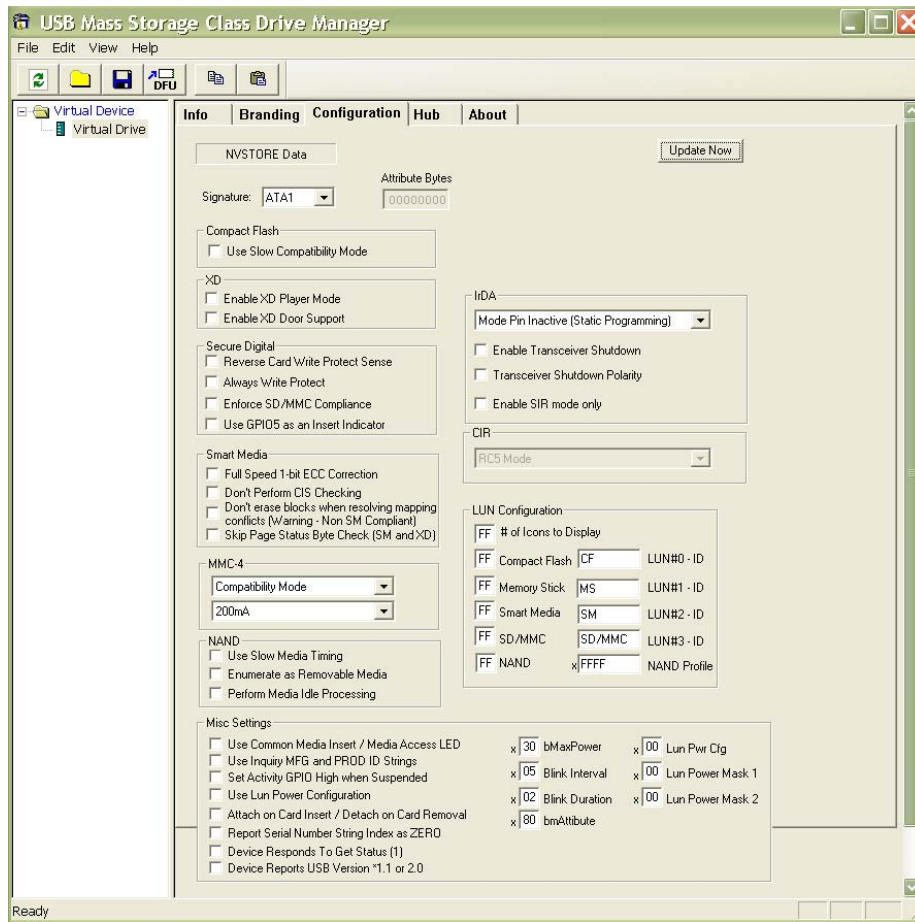 USB Mass Storage Class Drive Manager
File Edit View Help
DFU
Virtual Device
Virtual Drive
Info Branding Configuration Hub About
NVSTORE Data
Update Now
Attribute Bytes
Signature: ATA1 00000000
Compact Flash
Use Slow Compatibility Mode
XD
Enable XD Player Mode
Enable XD Door Support
Secure Digital
Reverse Card Write Protect Sense
Always Write Protect
Enforce SD/MMC Compliance
Use GPIO5 as an Insert Indicator
Smart Media
Full Speed 1-bit ECC Correction
Don't Perform CIS Checking
Don't erase blocks when resolving mapping
conflicts (Warning - Non SM Compliant)
Skip Page Status Byte Check (SM and XD)
MMC-4
Compatibility Mode
200mA
NAND
Use Slow Media Timing
Enumerate as Removable Media
Perform Media Idle Processing
IrDA
Mode Pin Inactive (Static Programming)
Enable Transceiver Shutdown
Transceiver Shutdown Polarity
Enable SIR mode only
CIR
RC5 Mode
LUN Configuration
FF # of Icons to Display
FF Compact Flash CF LUN#0 - ID
FF Memory Stick MS LUN#1 - ID
FF Smart Media SM LUN#2 - ID
FF SD/MMC SD/MMC LUN#3 - ID
FF NAND x FFFF NAND Profile
Misc Settings
Use Common Media Insert / Media Access LED
Use Inquiry MFG and PROD ID Strings
Set Activity GPIO High when Suspended
Use Lun Power Configuration
Attach on Card Insert / Detach on Card Removal
Report Serial Number String Index as ZERO
Device Responds To Get Status (1)
Device Reports USB Version *1.1 or 2.0
x 30 bMaxPower x 00 Lun Pwr Cfg
x 05 Blink Interval x 00 Lun Power Mask 1
x 02 Blink Duration x 00 Lun Power Mask 2
x 80 bmAttibute
Ready